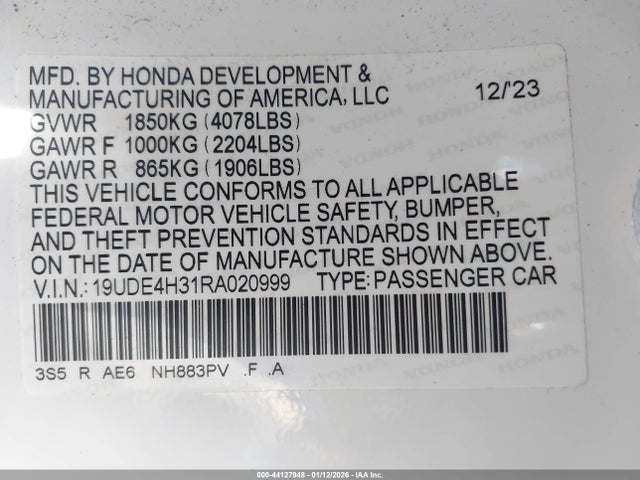 MFD. BY HONDA DEVELOPMENT &
MANUFACTURING OF AMERICA, LLC 12/'23
GVWR 1850KG (4078LBS)
GAWR F 1000KG (2204LBS)
GAWR R 865KG (1906LBS)
THIS VEHICLE CONFORMS TO ALL APPLICABLE
FEDERAL MOTOR VEHICLE SAFETY, BUMPER,
AND THEFT PREVENTION STANDARDS IN EFFECT
ON THE DATE OF MANUFACTURE SHOWN ABOVE.
V.I.N.: 19UDE4H31RA020999 TYPE: PASSENGER CAR
3S5 R AE6 NH883PV .F .A
000-44127948 - 01/12/2026 - IAA Inc.